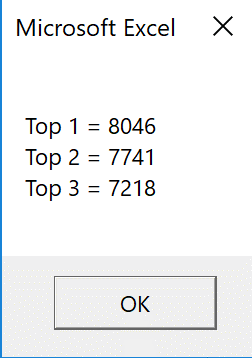 Microsoft Excel
Top 1 = 8046
Top 2 = 7741
Top 3 = 7218
OK